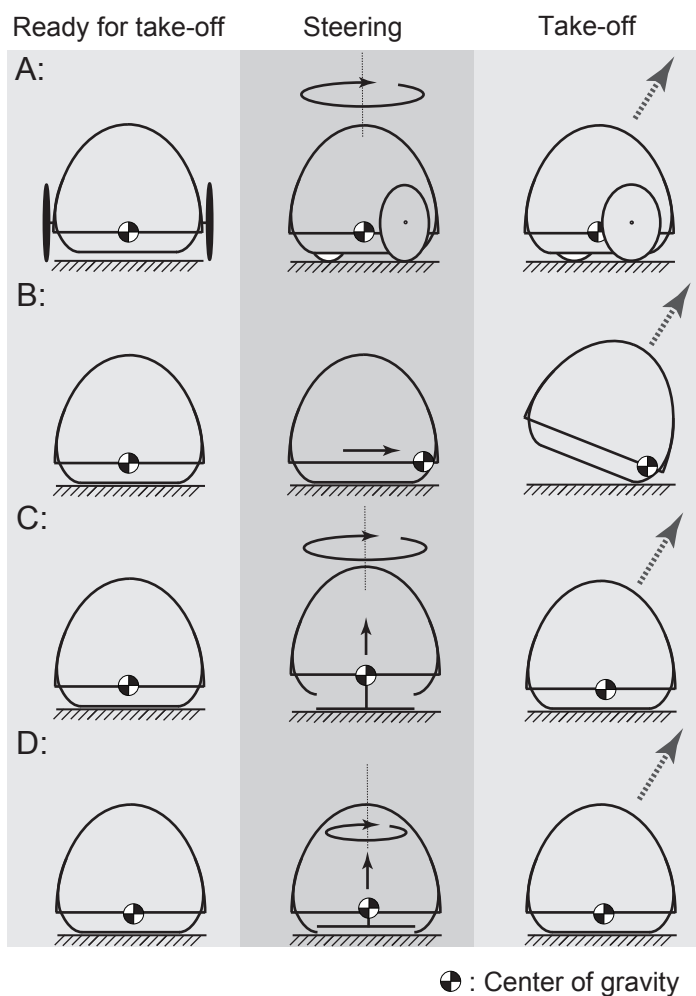 Ready for take-off Steering Take-off
A:
B:
C:
D:
: Center of gravity